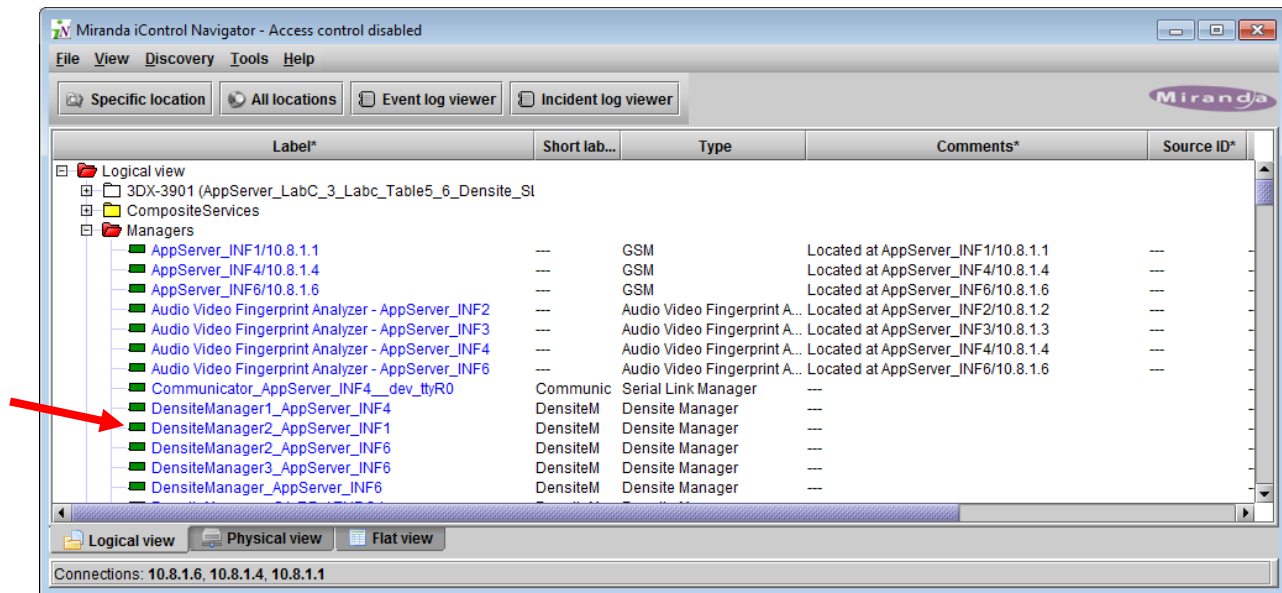 Miranda iControl Navigator - Access control disabled
File View Discovery Tools Help
Specific location All locations Event log viewer Incident log viewer Miranda
Label* Short lab... Type Comments* Source ID*
Logical view
3DX-3901 (AppServer_LabC_3_Labc_Table5_6_Densite_SL
CompositeServices
Managers
AppServer_INF1/10.8.1.1 --- GSM Located at AppServer_INF1/10.8.1.1 ---
AppServer_INF4/10.8.1.4 --- GSM Located at AppServer_INF4/10.8.1.4 ---
AppServer_INF6/10.8.1.6 --- GSM Located at AppServer_INF6/10.8.1.6 ---
Audio Video Fingerprint Analyzer - AppServer_INF2 --- Audio Video Fingerprint A... Located at AppServer_INF2/10.8.1.2 ---
Audio Video Fingerprint Analyzer - AppServer_INF3 --- Audio Video Fingerprint A... Located at AppServer_INF3/10.8.1.3 ---
Audio Video Fingerprint Analyzer - AppServer_INF4 --- Audio Video Fingerprint A... Located at AppServer_INF4/10.8.1.4 ---
Audio Video Fingerprint Analyzer - AppServer_INF6 --- Audio Video Fingerprint A... Located at AppServer_INF6/10.8.1.6 ---
Communicator_AppServer_INF4__dev_ttyR0 Communic Serial Link Manager ---
DensiteManager1_AppServer_INF4 DensiteM Densite Manager ---
DensiteManager2_AppServer_INF1 DensiteM Densite Manager ---
DensiteManager2_AppServer_INF6 DensiteM Densite Manager ---
DensiteManager3_AppServer_INF6 DensiteM Densite Manager ---
DensiteManager_AppServer_INF6 DensiteM Densite Manager ---
Logical view Physical view Flat view
Connections: 10.8.1.6, 10.8.1.4, 10.8.1.1